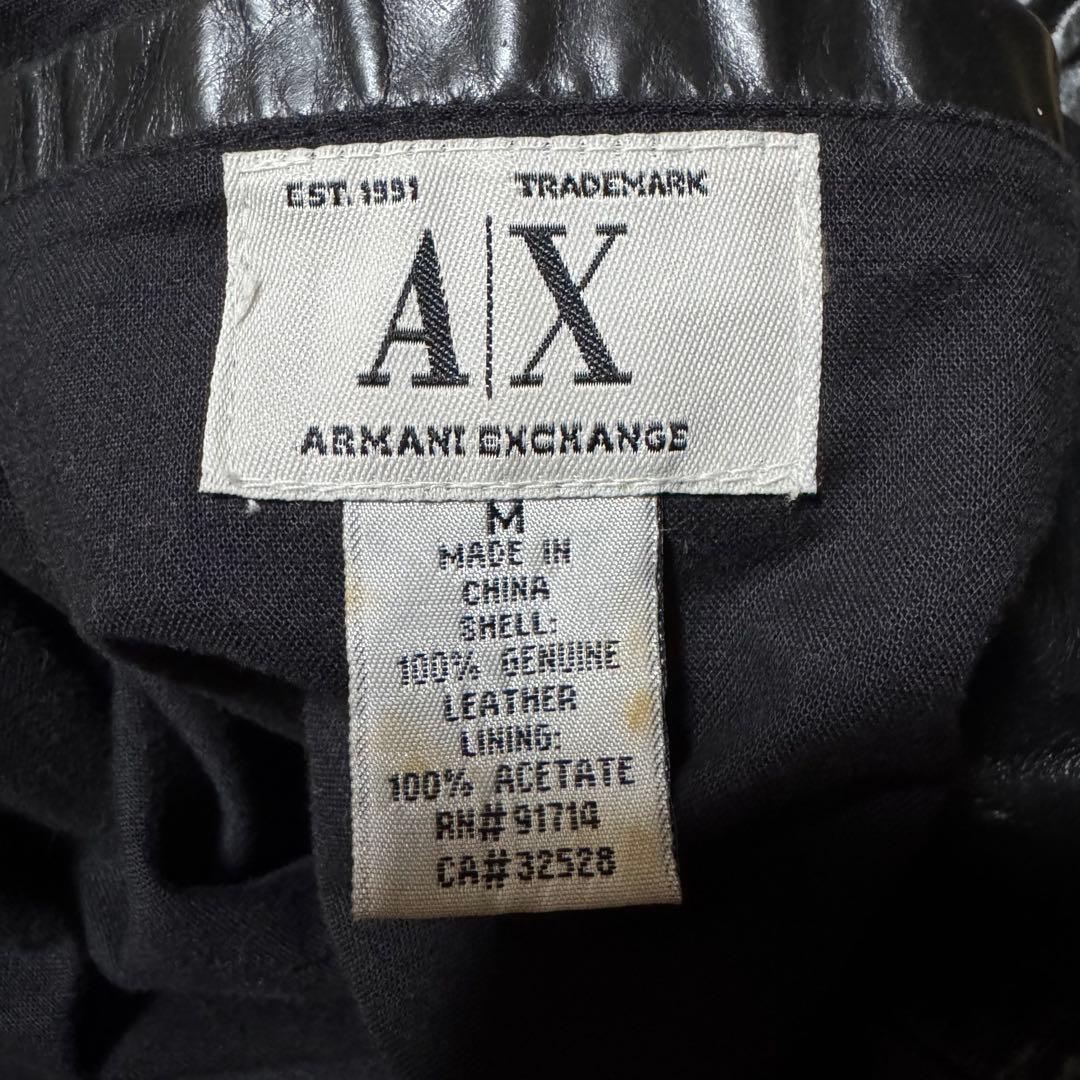 EST. 1991 TRADEMARK
A|X
ARMANI EXCHANGE
M
MADE IN
CHINA
SHELL:
100% GENUINE
LEATHER
LINING:
100% ACETATE
RN# 91714
CA# 32528